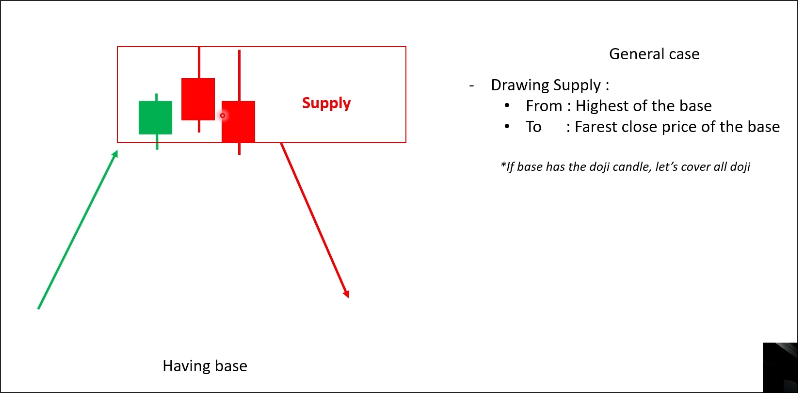 General case
- Drawing Supply :
• From : Highest of the base
• To : Farest close price of the base
*If base has the doji candle, let's cover all doji
Supply
Having base